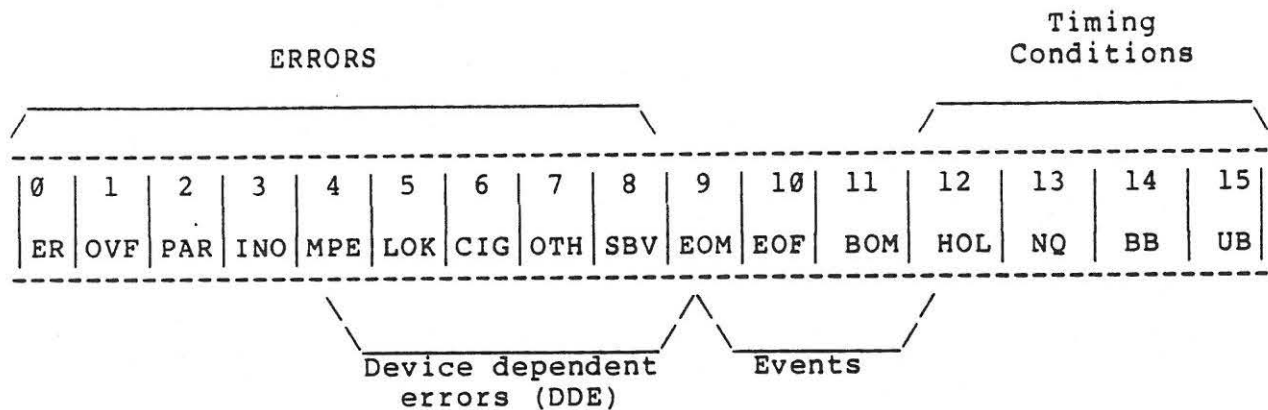 Timing
ERRORS Conditions
0 1 2 3 4 5 6 7 8 9 10 11 12 13 14 15
ER OVF PAR INO MPE LOK CIG OTH SBV EOM EOF BOM HOL NQ BB UB
Device dependent Events
errors (DDE)